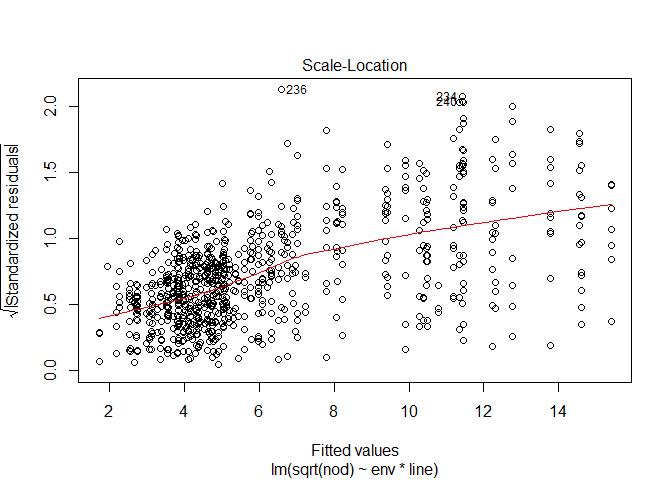 Scale-Location
√|Standardized residuals|
2.0
1.5
1.0
0.5
0.0
236
234
240
2 4 6 8 10 12 14
Fitted values
lm(sqrt(nod) ~ env * line)